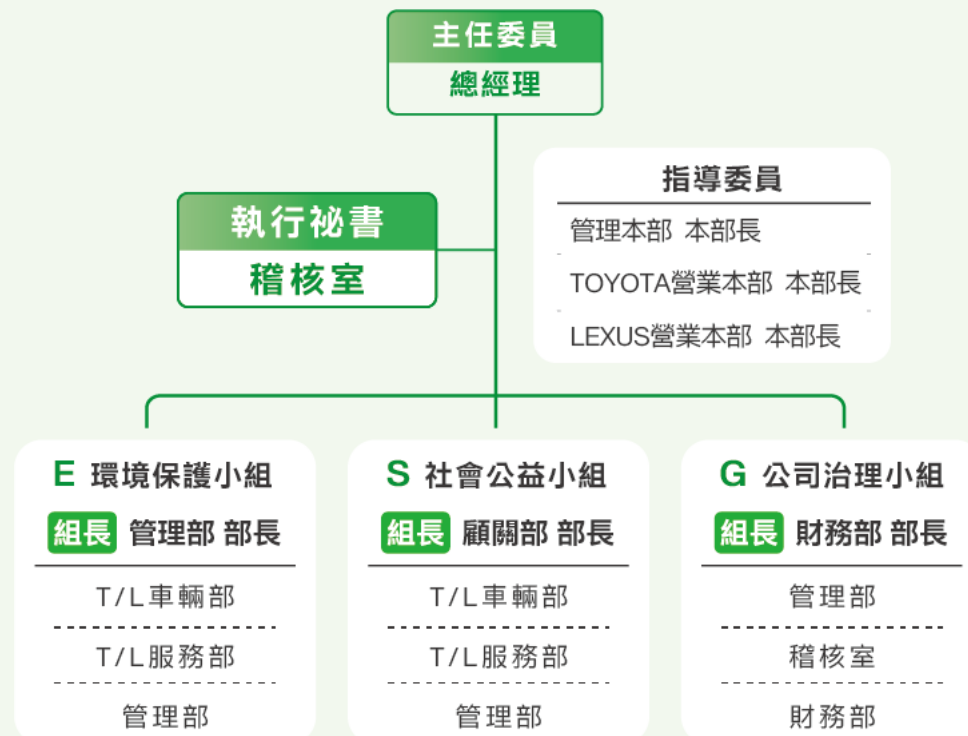 主任委員
總經理
執行祕書
稽核室
指導委員
管理本部 本部長
TOYOTA營業本部 本部長
LEXUS營業本部 本部長
E 環境保護小組
組長 管理部 部長
T/L車輛部
T/L服務部
管理部
S 社會公益小組
組長 顧關部 部長
T/L車輛部
T/L服務部
管理部
G 公司治理小組
組長 財務部 部長
管理部
稽核室
財務部